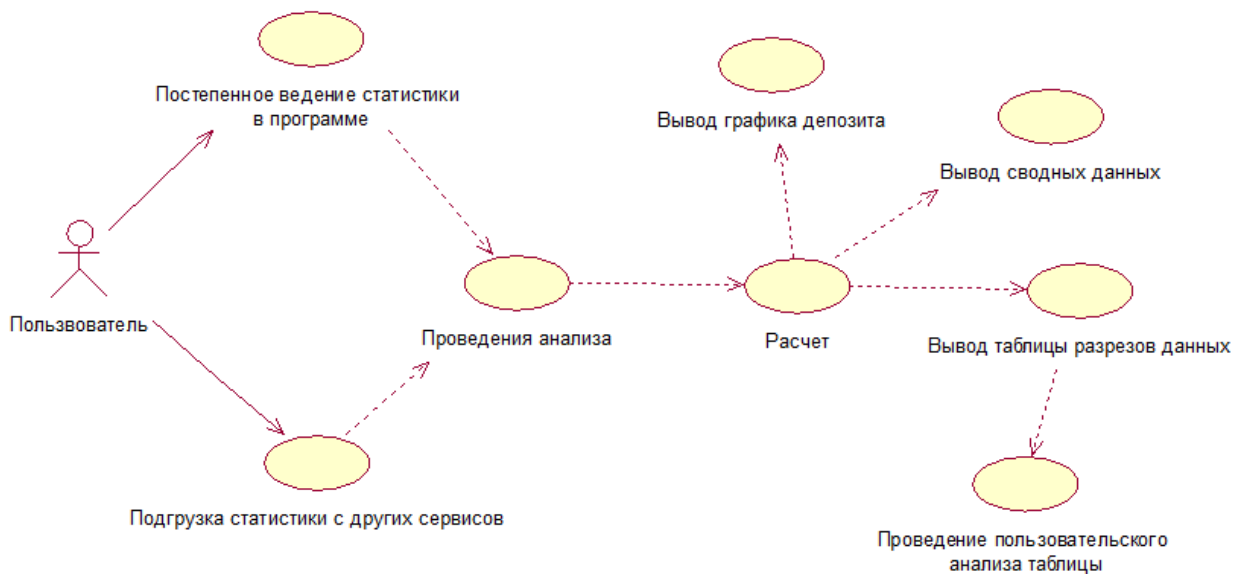 Постепенное ведение статистики
в программе
Вывод графика депозита
Вывод сводных данных
Пользвователь
Проведения анализа
Расчет
Вывод таблицы разрезов данных
Подгрузка статистики с других сервисов
Проведение пользовательского
анализа таблицы